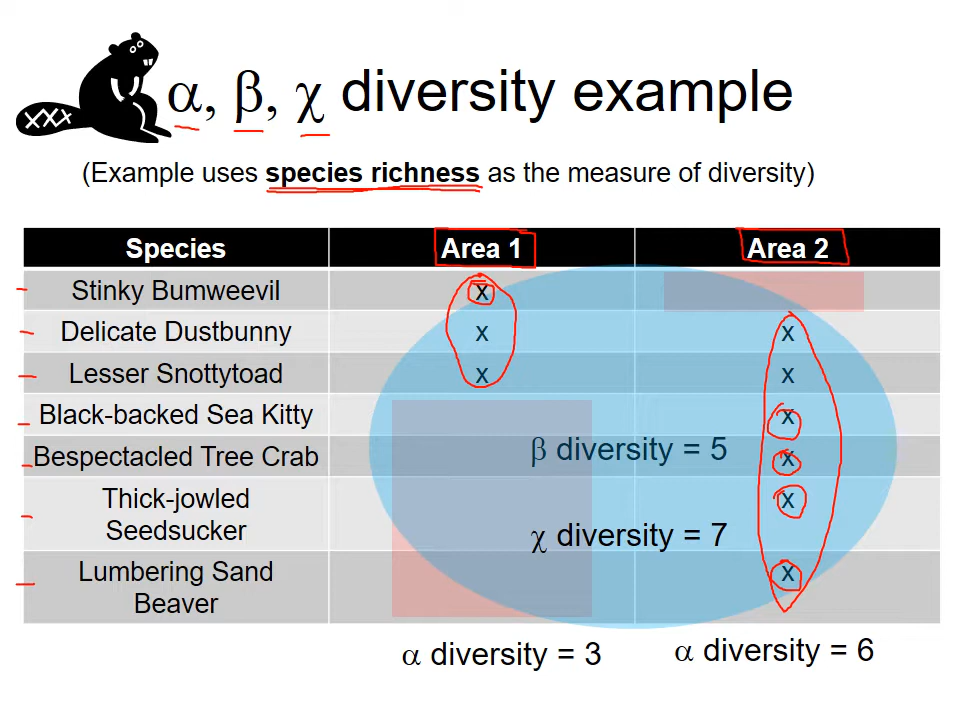 α, β, χ diversity example
(Example uses species richness as the measure of diversity)
Species Area 1 Area 2
Stinky Bumweevil x
Delicate Dustbunny x x
Lesser Snottytoad x x
Black-backed Sea Kitty x
Bespectacled Tree Crab x
Thick-jowled
Seedsucker x
Lumbering Sand
Beaver x
β diversity = 5
χ diversity = 7
α diversity = 3
α diversity = 6